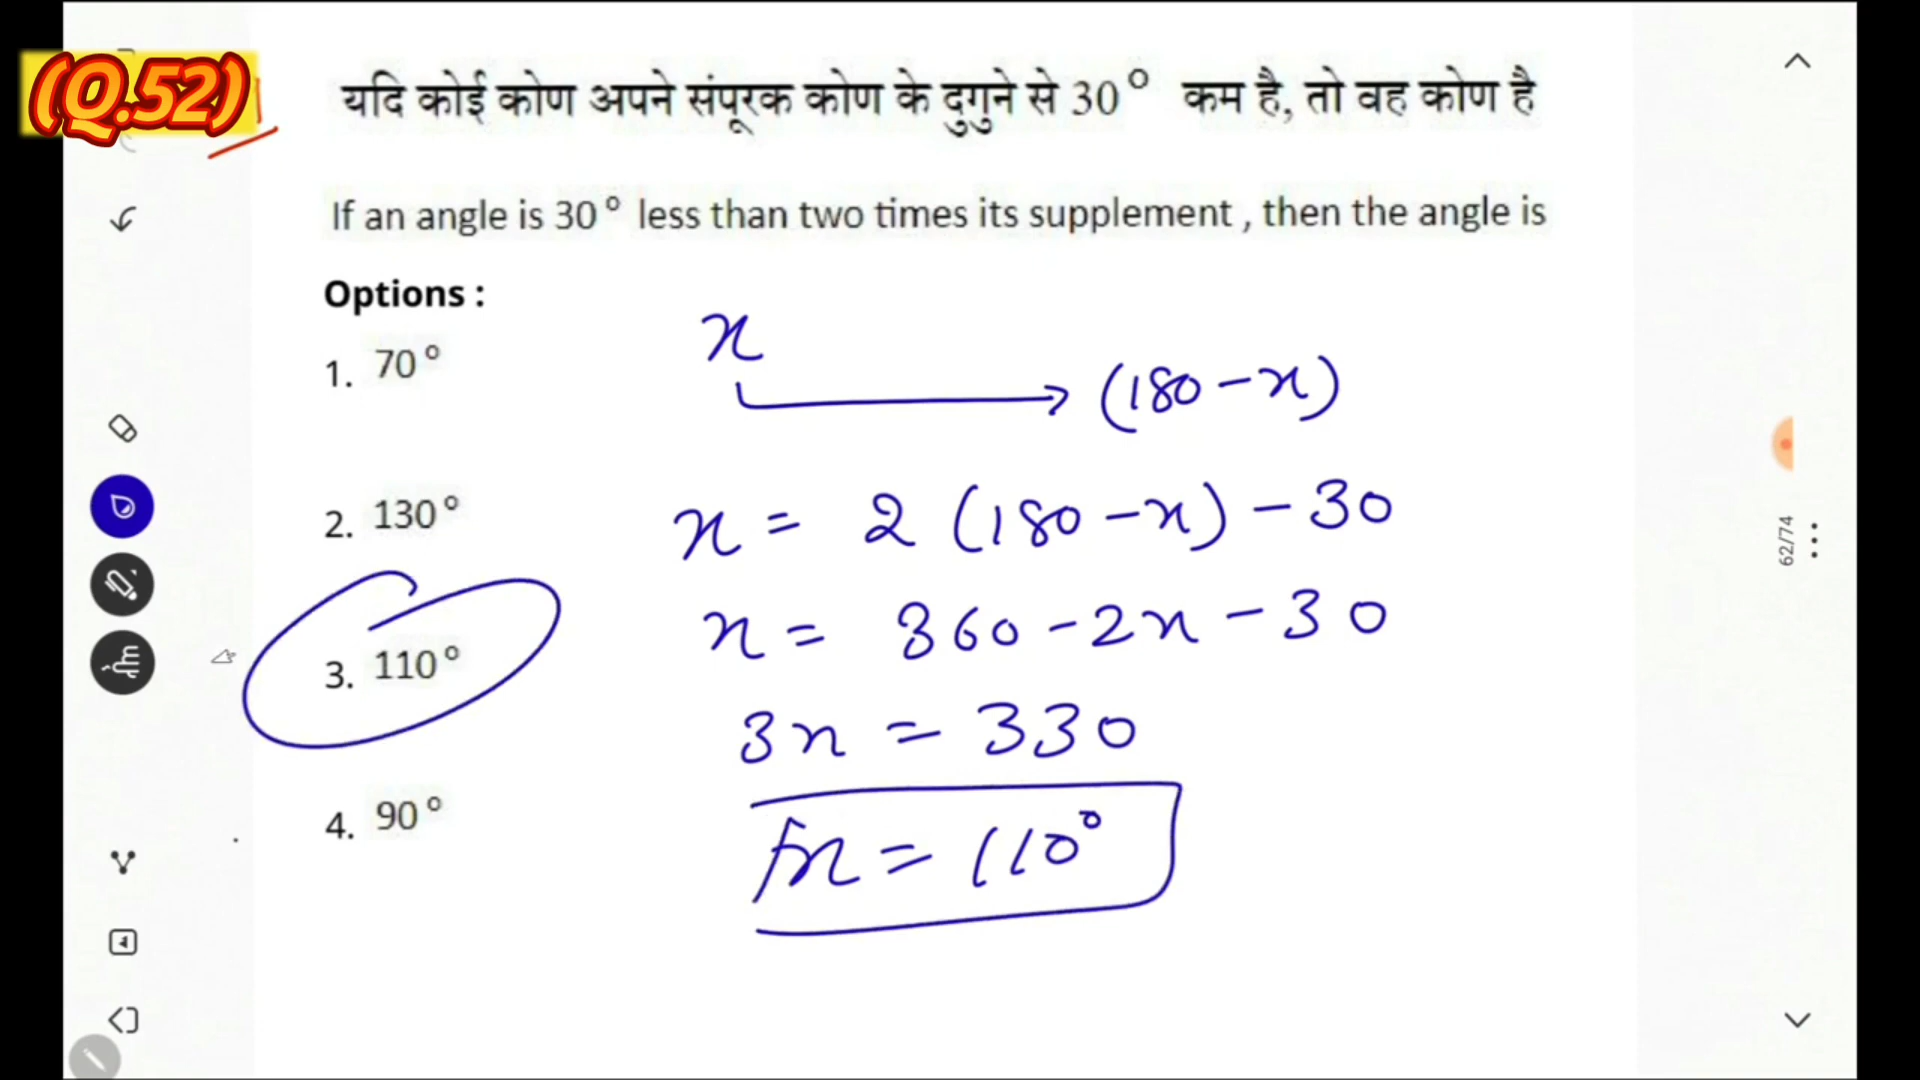 (Q.52)
यदि कोई कोण अपने संपूरक कोण के दुगुने से 30° कम है, तो वह कोण है
If an angle is 30° less than two times its supplement , then the angle is
Options :
1. 70°
2. 130°
3. 110°
4. 90°
x
(180-x)
x = 2 (180-x) - 30
x = 360 - 2x - 30
3x = 330
x = 110°
62/74